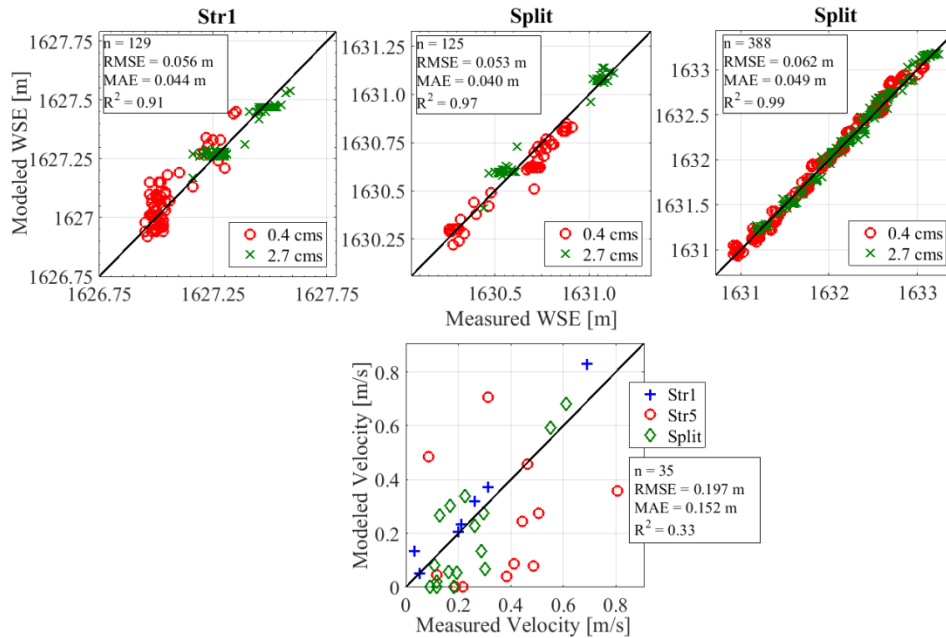 Str1
Split
Split
Modeled WSE [m]
1627.75
1627.5
1627.25
1627
1626.75
n = 129
RMSE = 0.056 m
MAE = 0.044 m
R² = 0.91
0.4 cms
2.7 cms
1626.75
1627.25
1627.75
1631.25
1631.0
1630.75
1630.50
1630.25
n = 125
RMSE = 0.053 m
MAE = 0.040 m
R² = 0.97
0.4 cms
2.7 cms
1630.5
1631.0
Measured WSE [m]
1633
1632
1631.5
1631
n = 388
RMSE = 0.062 m
MAE = 0.049 m
R² = 0.99
0.4 cms
2.7 cms
1631
1632
1633
Modeled Velocity [m/s]
0.8
0.6
0.4
0.2
0
0
0.2
0.4
0.6
0.8
Measured Velocity [m/s]
Str1
Str5
Split
n = 35
RMSE = 0.197 m
MAE = 0.152 m
R² = 0.33